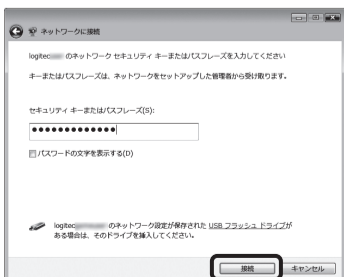 ネットワークに接続
logitec のネットワーク セキュリティ キーまたはパスフレーズを入力してください
キーまたはパスフレーズは、ネットワークをセットアップした管理者から受け取ります。
セキュリティ キーまたはパスフレーズ(S):
●●●●●●●●●●●●●
パスワードの文字を表示する(D)
logitec のネットワーク設定が保存された USB フラッシュ ドライブが
ある場合は、そのドライブを挿入してください。
接続 キャンセル